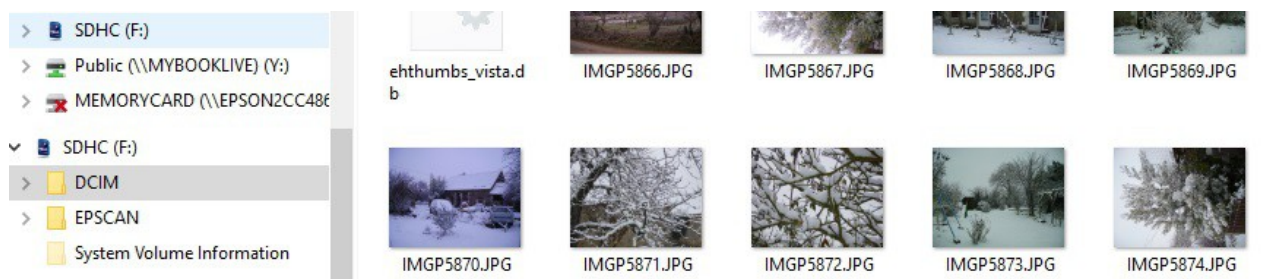 SDHC (F:)
Public (\\MYBOOKLIVE) (Y:)
MEMORYCARD (\\EPSON2CC486
SDHC (F:)
DCIM
EPSCAN
System Volume Information
ehthumbs_vista.d
b
IMGP5866.JPG
IMGP5867.JPG
IMGP5868.JPG
IMGP5869.JPG
IMGP5870.JPG
IMGP5871.JPG
IMGP5872.JPG
IMGP5873.JPG
IMGP5874.JPG